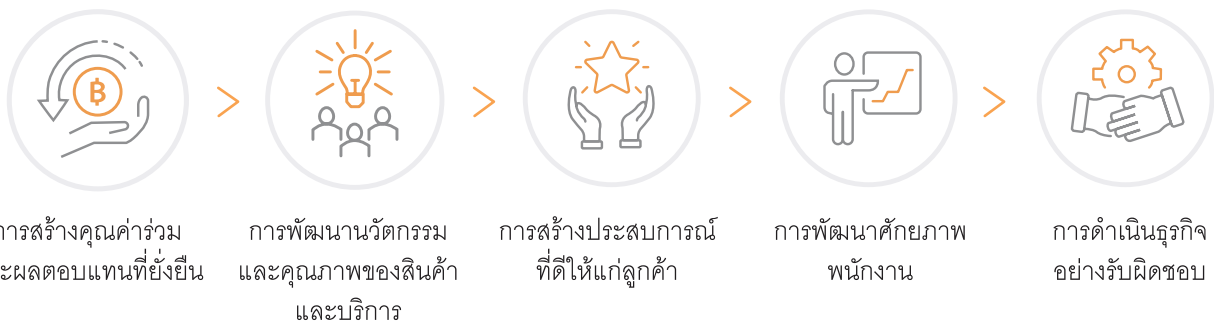 การสร้างคุณค่าร่วม
และผลตอบแทนที่ยั่งยืน
การพัฒนานวัตกรรม
และคุณภาพของสินค้า
และบริการ
การสร้างประสบการณ์
ที่ดีให้แก่ลูกค้า
การพัฒนาศักยภาพ
พนักงาน
การดำเนินธุรกิจ
อย่างรับผิดชอบ